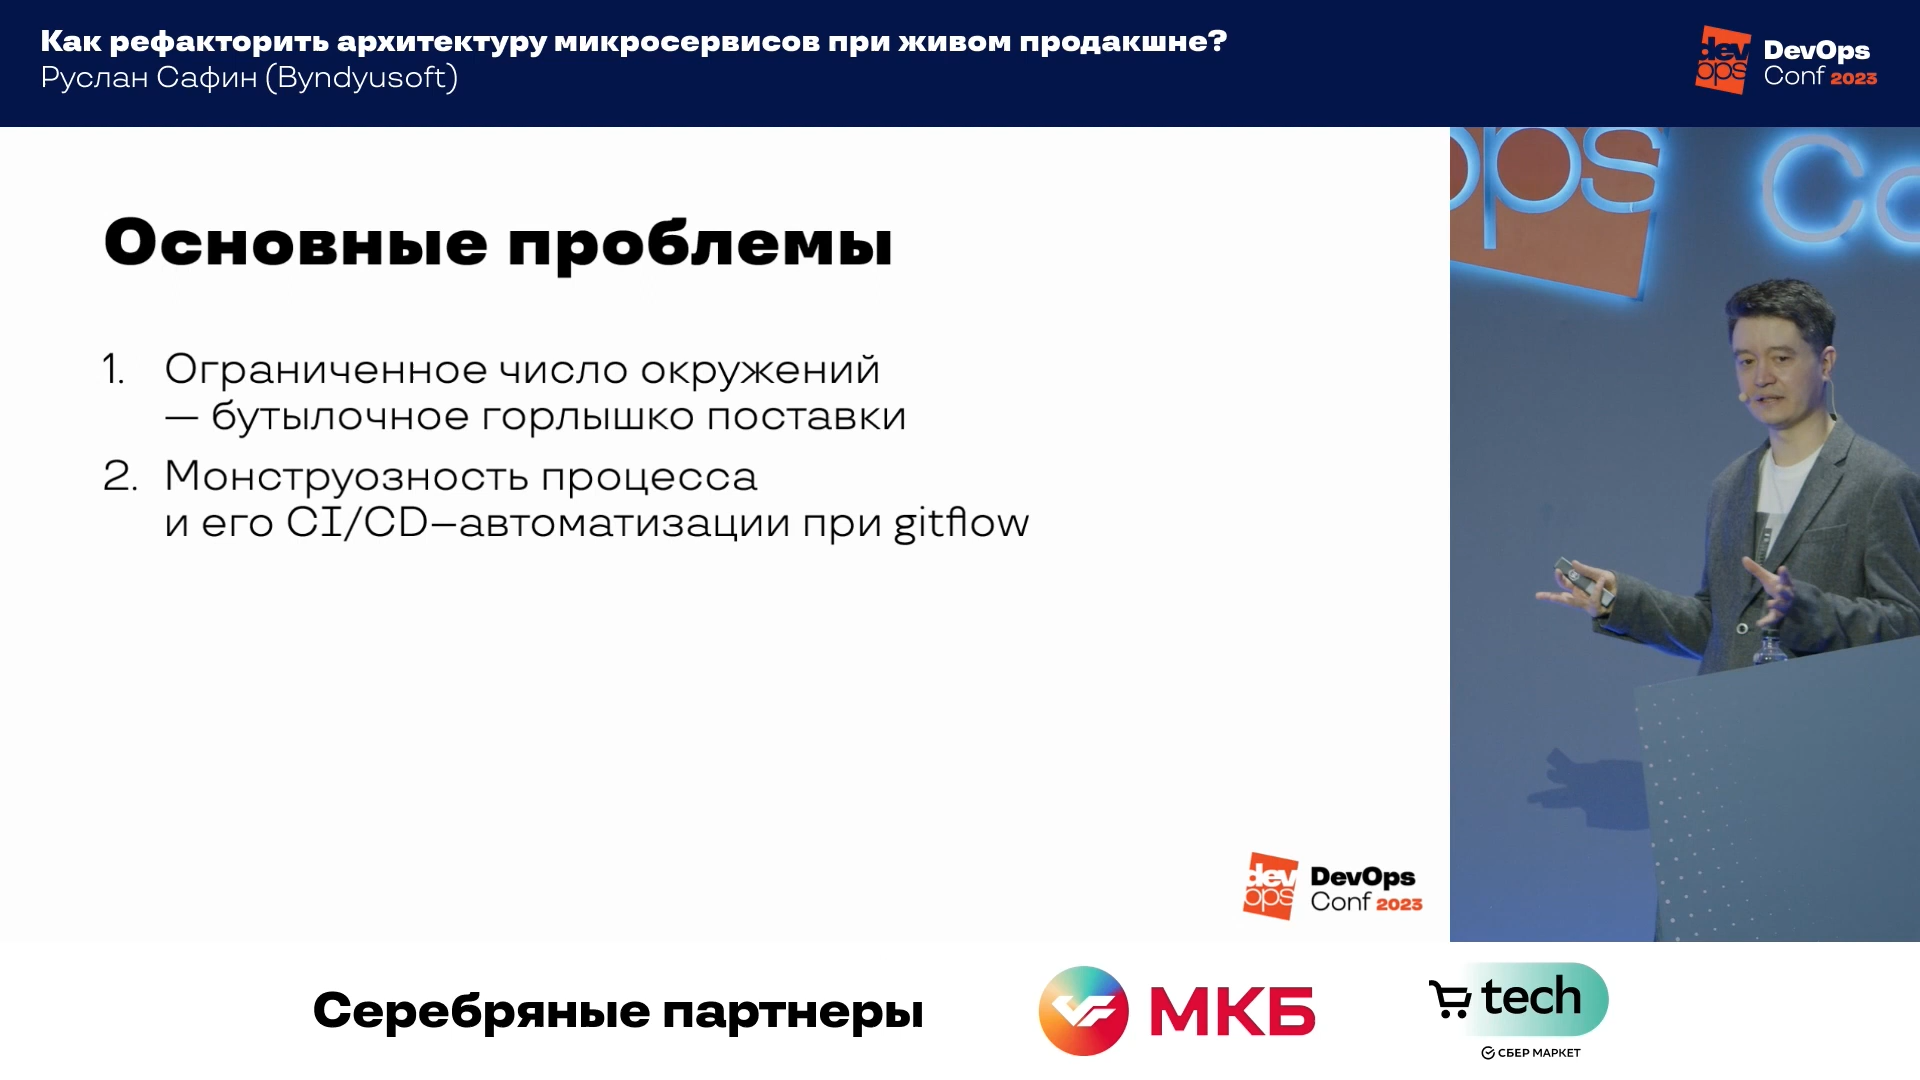 Как рефакторить архитектуру микросервисов при живом продакшне?
Руслан Сафин (Byndyusoft)
dev
ops
DevOps
Conf 2023
ops
Co
Основные проблемы
1. Ограниченное число окружений
— бутылочное горлышко поставки
2. Монструозность процесса
и его CI/CD–автоматизации при gitflow
dev
ops
DevOps
Conf 2023
Серебряные партнеры
МКБ
tech
СБЕР МАРКЕТ